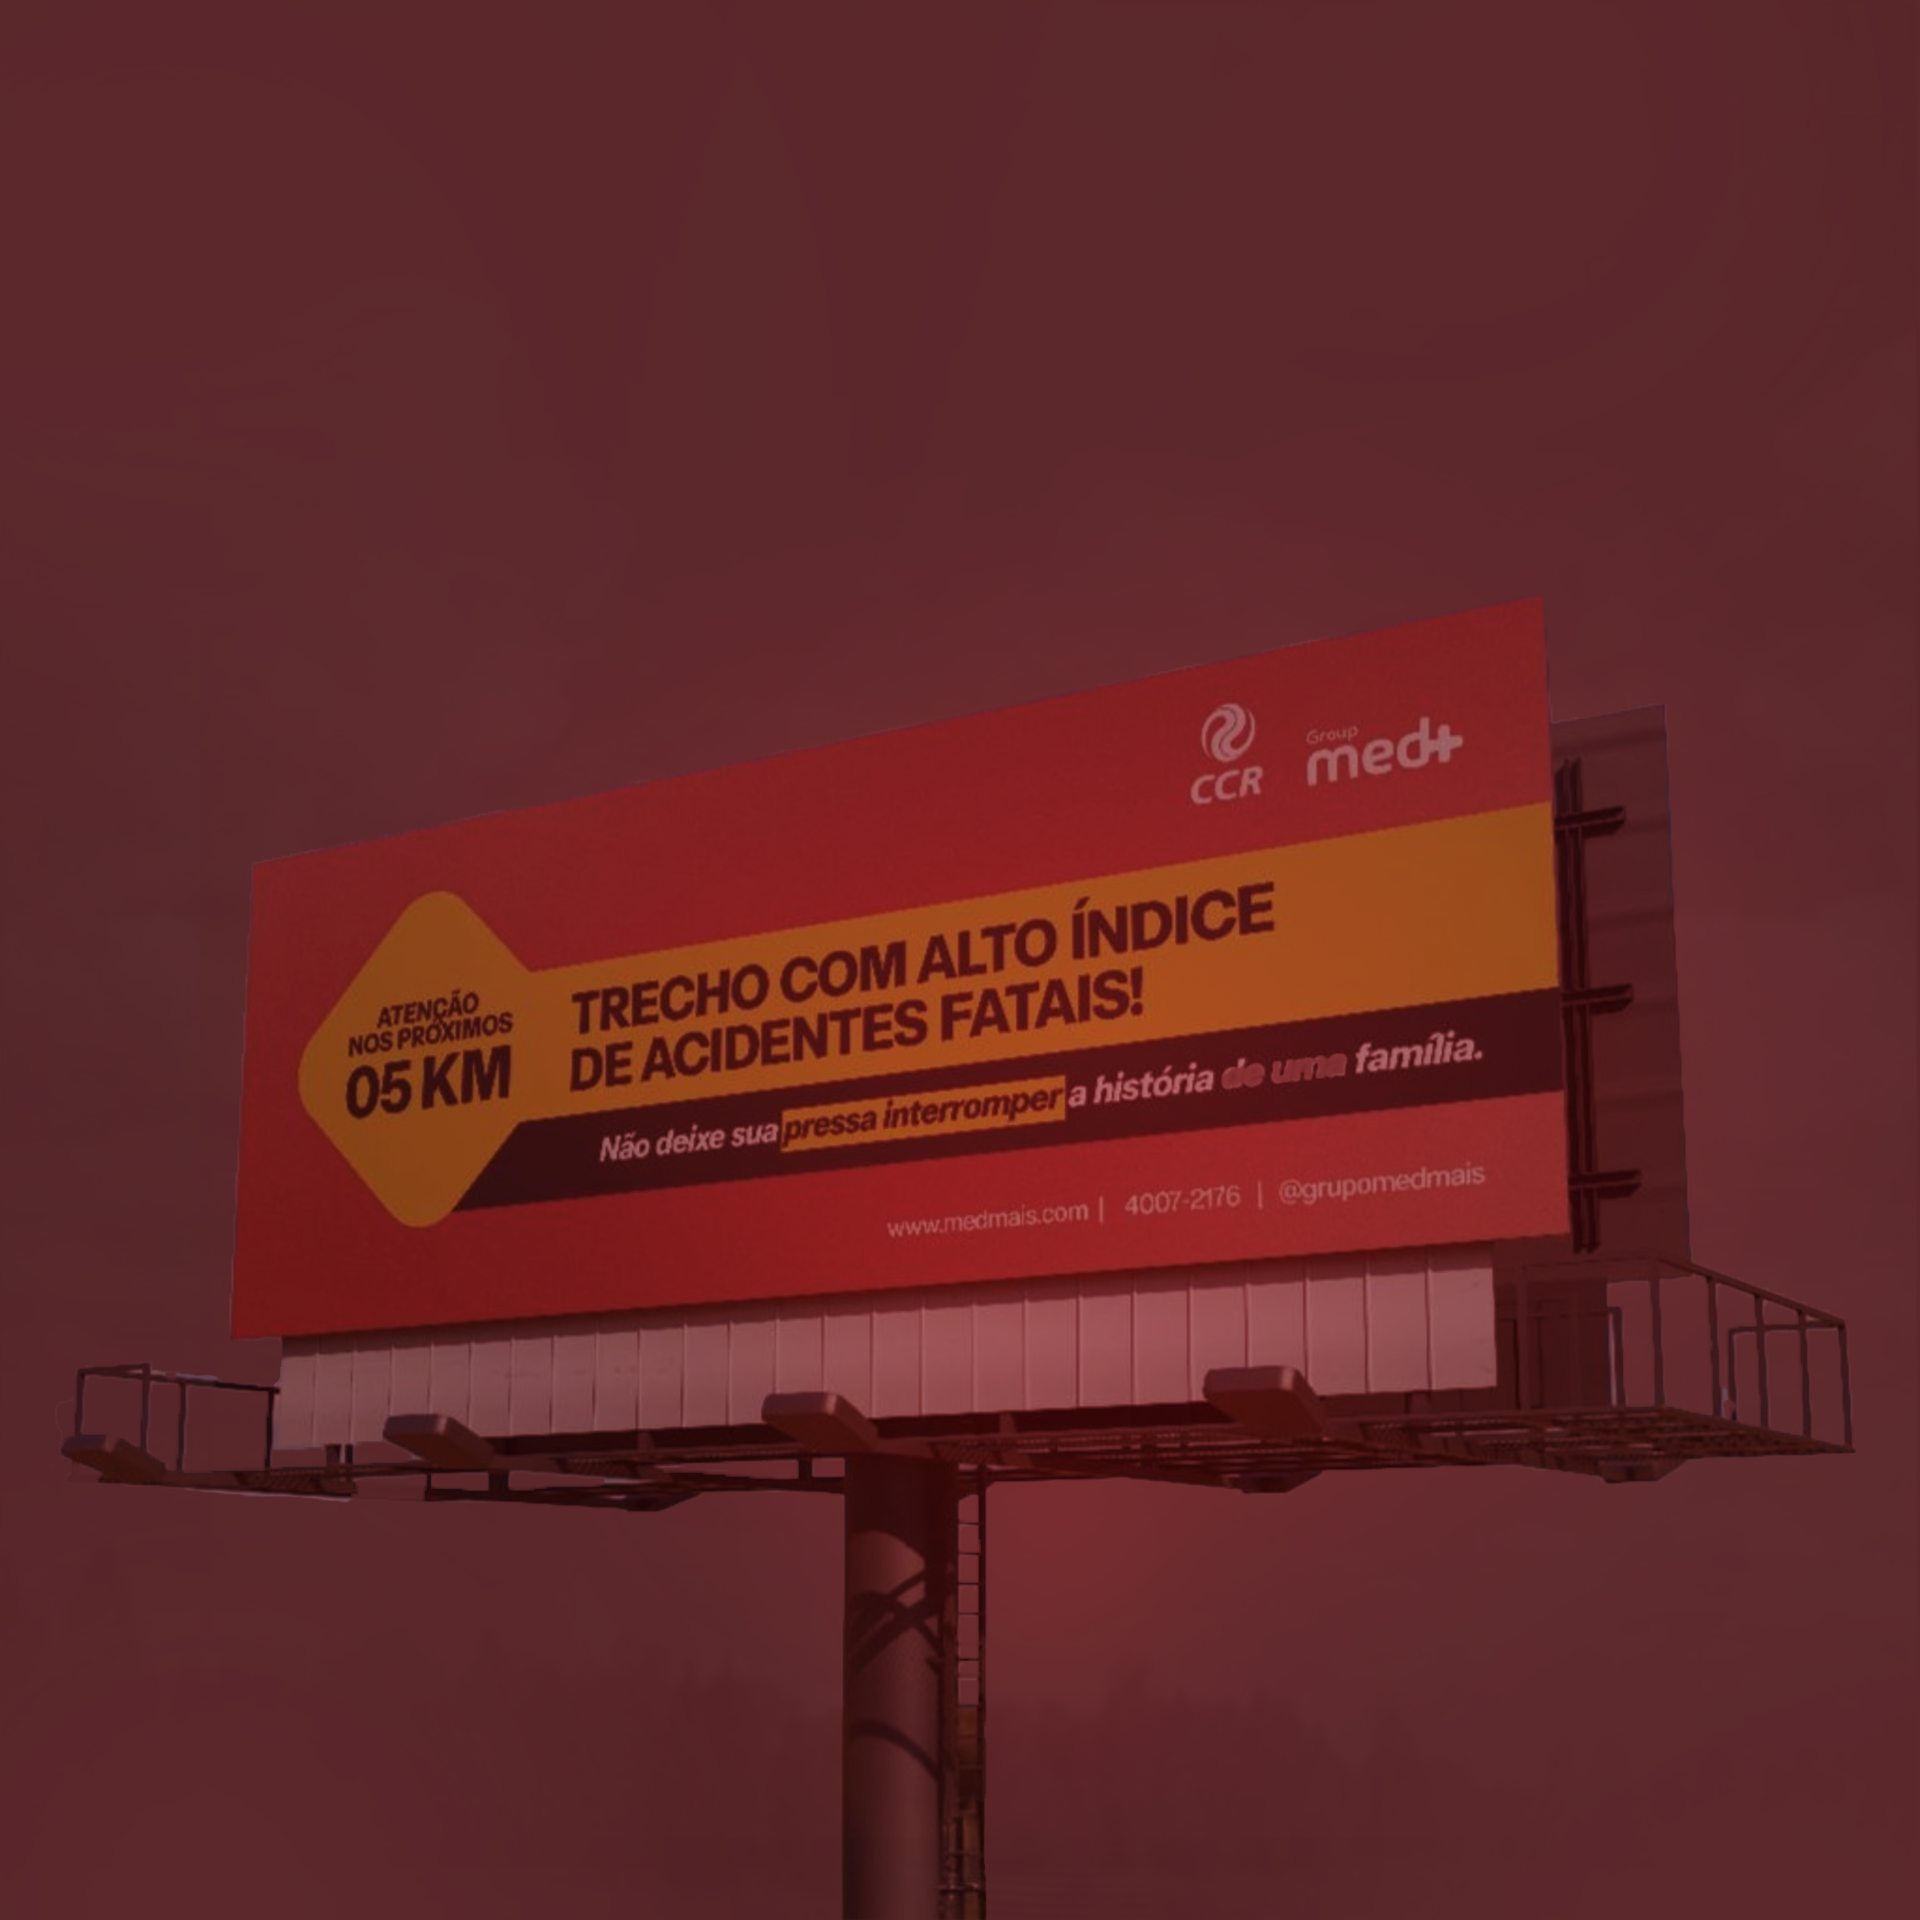 CCR
Group
med+
ATENÇÃO
NOS PRÓXIMOS
05 KM
TRECHO COM ALTO ÍNDICE
DE ACIDENTES FATAIS!
Não deixe sua pressa interromper a história de uma família.
www.medmais.com | 4007-2176 | @grupomedmais